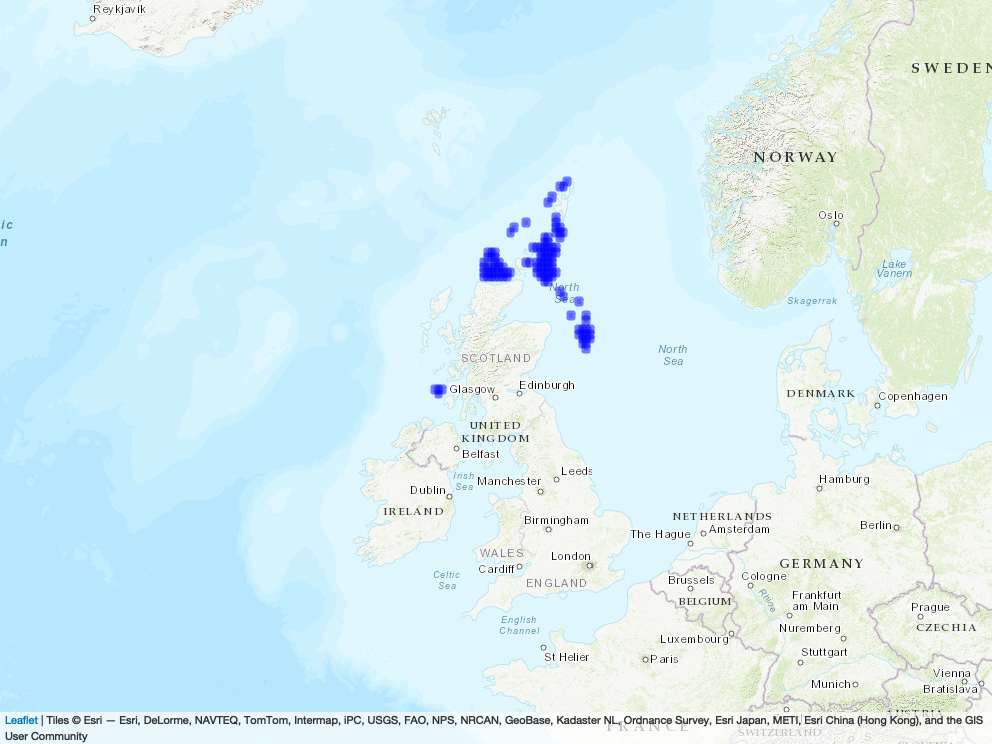 Reykjavík
SWEDEN
NORWAY
Oslo
ic
n
Lake
Vanern
North
Sea
Skagerrak
North
Sea
SCOTLAND
Glasgow
Edinburgh
DENMARK
Copenhagen
UNITED
KINGDOM
Belfast
Irish
Sea
Manchester
Leeds
Hamburg
Dublin
IRELAND
NETHERLANDS
Amsterdam
Birmingham
The Hague
Berlin
WALES
Cardiff
London
ENGLAND
Celtic
Sea
GERMANY
Brussels
BELGIUM
Cologne
Rhine
Frankfurt
am Main
Prague
CZECHIA
English
Channel
Luxembourg
Nuremberg
St Helier
Paris
Stuttgart
Munich
Vienna
Bratislava
AUSTRIA
FRANCE
SWITZERLAND
Leaflet | Tiles © Esri — Esri, DeLorme, NAVTEQ, TomTom, Intermap, iPC, USGS, FAO, NPS, NRCAN, GeoBase, Kadaster NL, Ordnance Survey, Esri Japan, METI, Esri China (Hong Kong), and the GIS
User Community